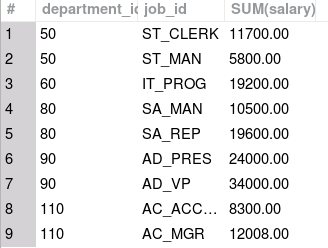 # department_id job_id SUM(salary)
1 50 ST_CLERK 11700.00
2 50 ST_MAN 5800.00
3 60 IT_PROG 19200.00
4 80 SA_MAN 10500.00
5 80 SA_REP 19600.00
6 90 AD_PRES 24000.00
7 90 AD_VP 34000.00
8 110 AC_ACC... 8300.00
9 110 AC_MGR 12008.00